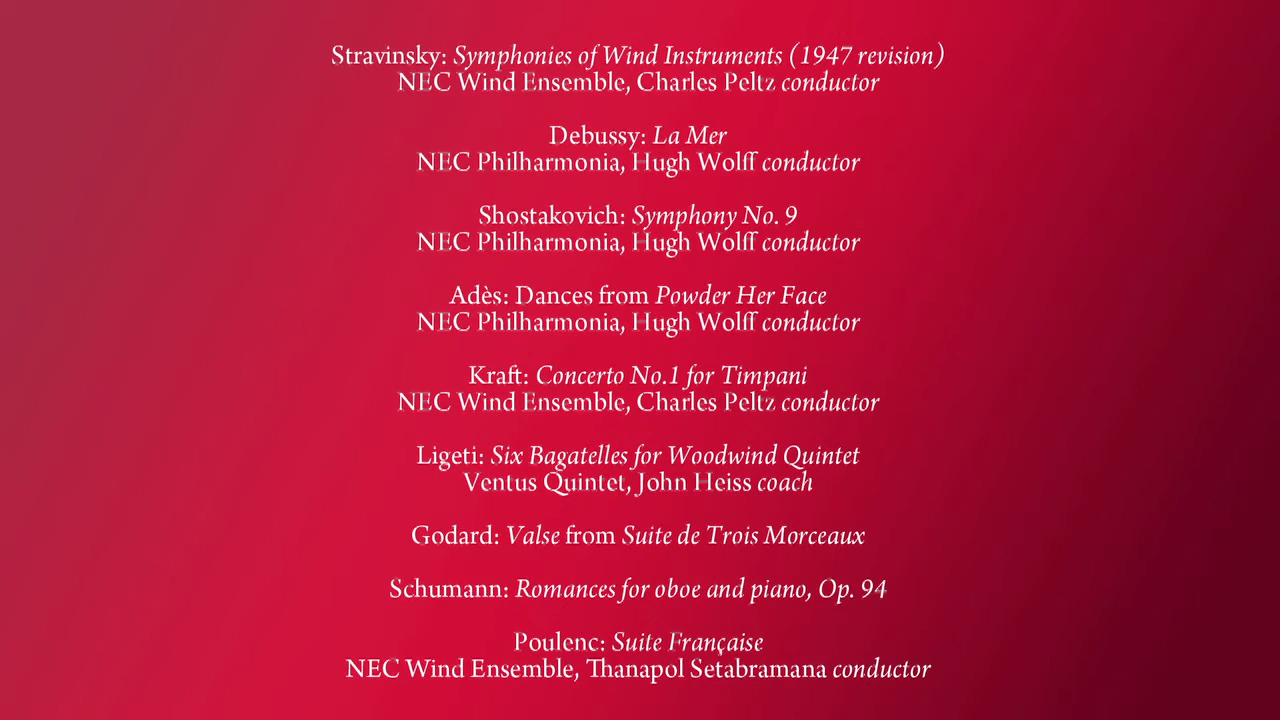 Stravinsky: Symphonies of Wind Instruments (1947 revision)
NEC Wind Ensemble, Charles Peltz conductor
Debussy: La Mer
NEC Philharmonia, Hugh Wolff conductor
Shostakovich: Symphony No. 9
NEC Philharmonia, Hugh Wolff conductor
Adès: Dances from Powder Her Face
NEC Philharmonia, Hugh Wolff conductor
Kraft: Concerto No.1 for Timpani
NEC Wind Ensemble, Charles Peltz conductor
Ligeti: Six Bagatelles for Woodwind Quintet
Ventus Quintet, John Heiss coach
Godard: Valse from Suite de Trois Morceaux
Schumann: Romances for oboe and piano, Op. 94
Poulenc: Suite Française
NEC Wind Ensemble, Thanapol Setabramana conductor